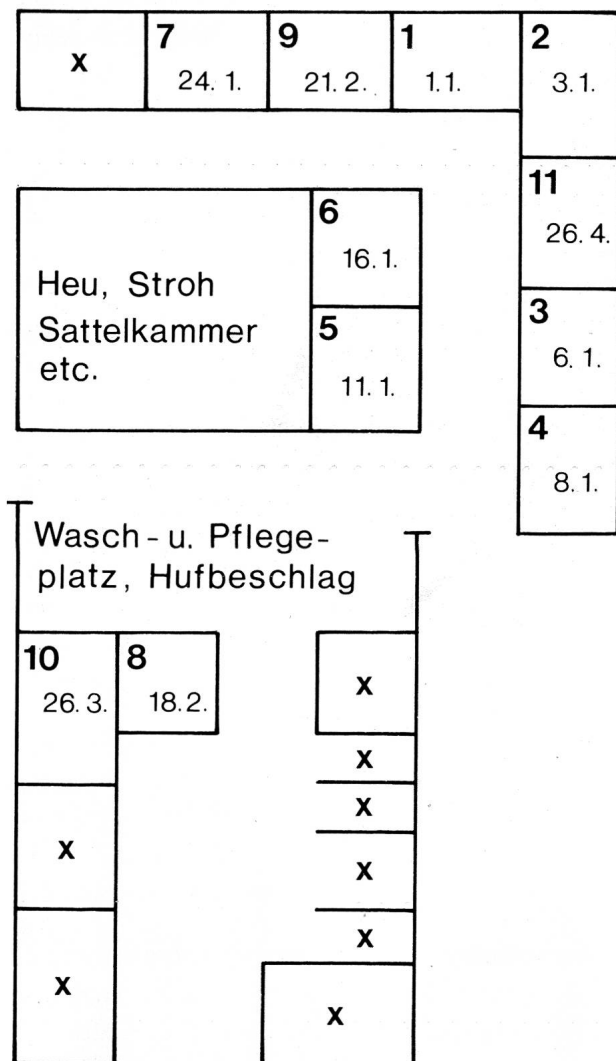 x
7
24. 1.
9
21. 2.
1
1.1.
2
3.1.
11
26. 4.
3
6. 1.
4
8.1.
6
16. 1.
5
11. 1.
Heu, Stroh
Sattelkammer
etc.
Wasch- u. Pflege-
platz, Hufbeschlag
10
26. 3.
8
18. 2.
x
x
x
x
x
x
x
x